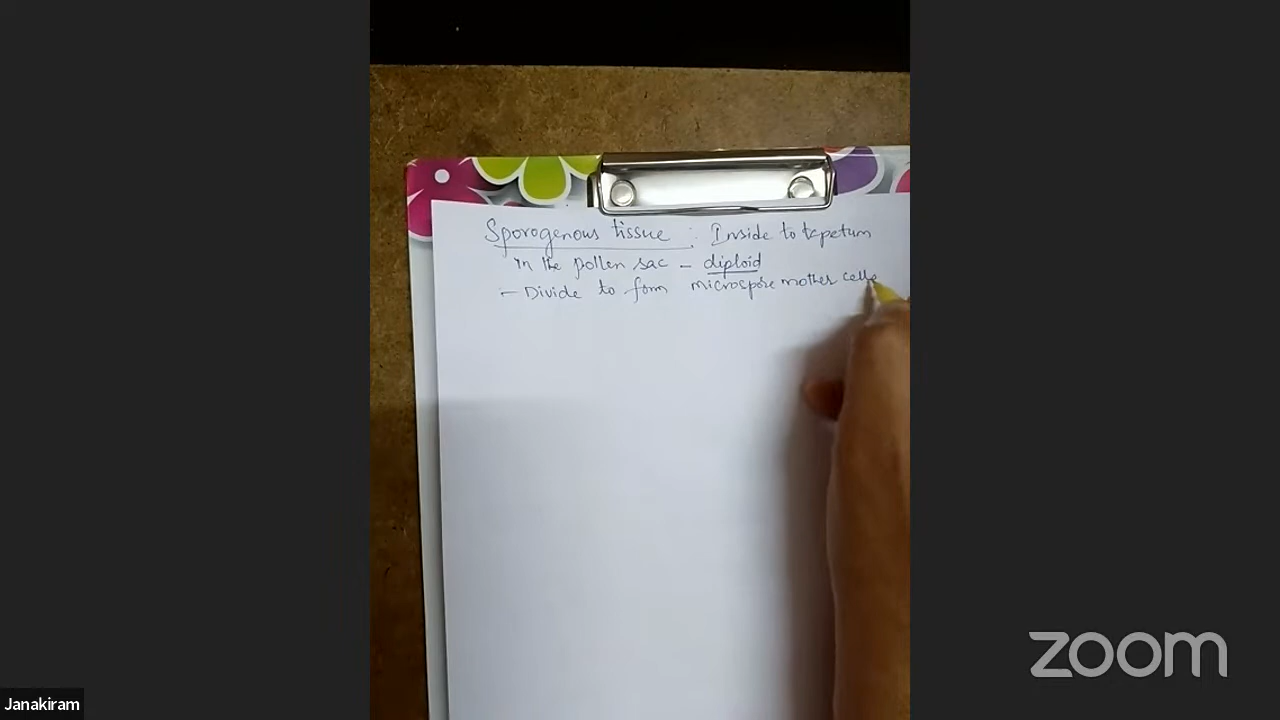 Sporogenous tissue : Inside to tapetum
in the pollen sac – diploid
– Divide to form microspore mother cells
zoom
Janakiram